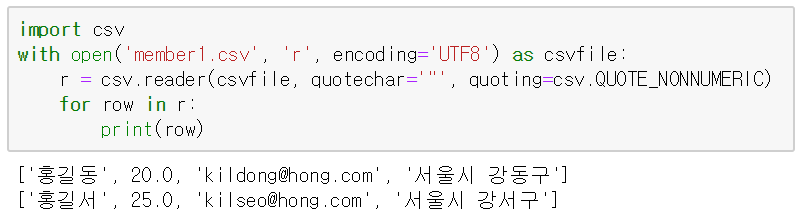 import csv
with open('member1.csv', 'r', encoding='UTF8') as csvfile:
    r = csv.reader(csvfile, quotechar='"', quoting=csv.QUOTE_NONNUMERIC)
    for row in r:
        print(row)
['홍길동', 20.0, 'kildong@hong.com', '서울시 강동구']
['홍길서', 25.0, 'kilseo@hong.com', '서울시 강서구']